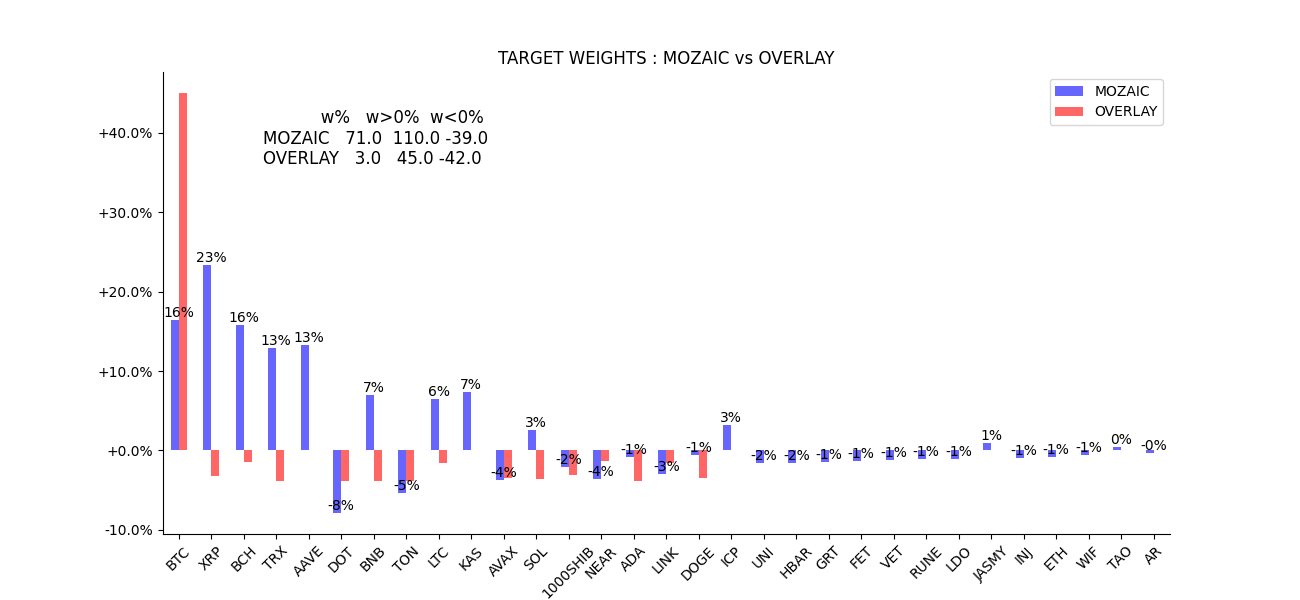 TARGET WEIGHTS : MOZAIC vs OVERLAY
MOZAIC
OVERLAY
w% w>0% w<0%
MOZAIC 71.0 110.0 -39.0
OVERLAY 3.0 45.0 -42.0
+40.0%
+30.0%
+20.0%
+10.0%
+0.0%
-10.0%
16%
23%
16%
13%
13%
-8%
7%
-5%
6%
7%
-4%
3%
-2%
-4%
-1%
-3%
-1%
3%
-2%
-2%
-1%
-1%
-1%
-1%
-1%
1%
-1%
-1%
-1%
0%
-0%
BTC
XRP
BCH
TRX
AAVE
DOT
BNB
TON
LTC
KAS
AVAX
SOL
1000SHIB
NEAR
ADA
LINK
DOGE
ICP
UNI
HBAR
GRT
FET
VET
RUNE
LDO
JASMY
INJ
ETH
WIF
TAO
AR